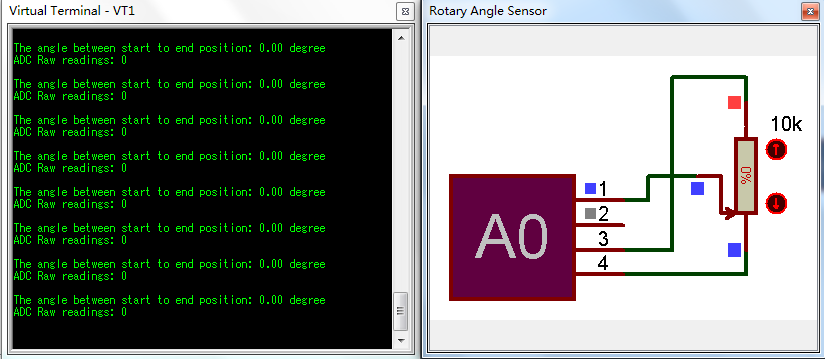 Virtual Terminal - VT1
The angle between start to end position: 0.00 degree
ADC Raw readings: 0
The angle between start to end position: 0.00 degree
ADC Raw readings: 0
The angle between start to end position: 0.00 degree
ADC Raw readings: 0
The angle between start to end position: 0.00 degree
ADC Raw readings: 0
The angle between start to end position: 0.00 degree
ADC Raw readings: 0
The angle between start to end position: 0.00 degree
ADC Raw readings: 0
The angle between start to end position: 0.00 degree
ADC Raw readings: 0
The angle between start to end position: 0.00 degree
ADC Raw readings: 0
Rotary Angle Sensor
10k
0%
A0
1
2
3
4